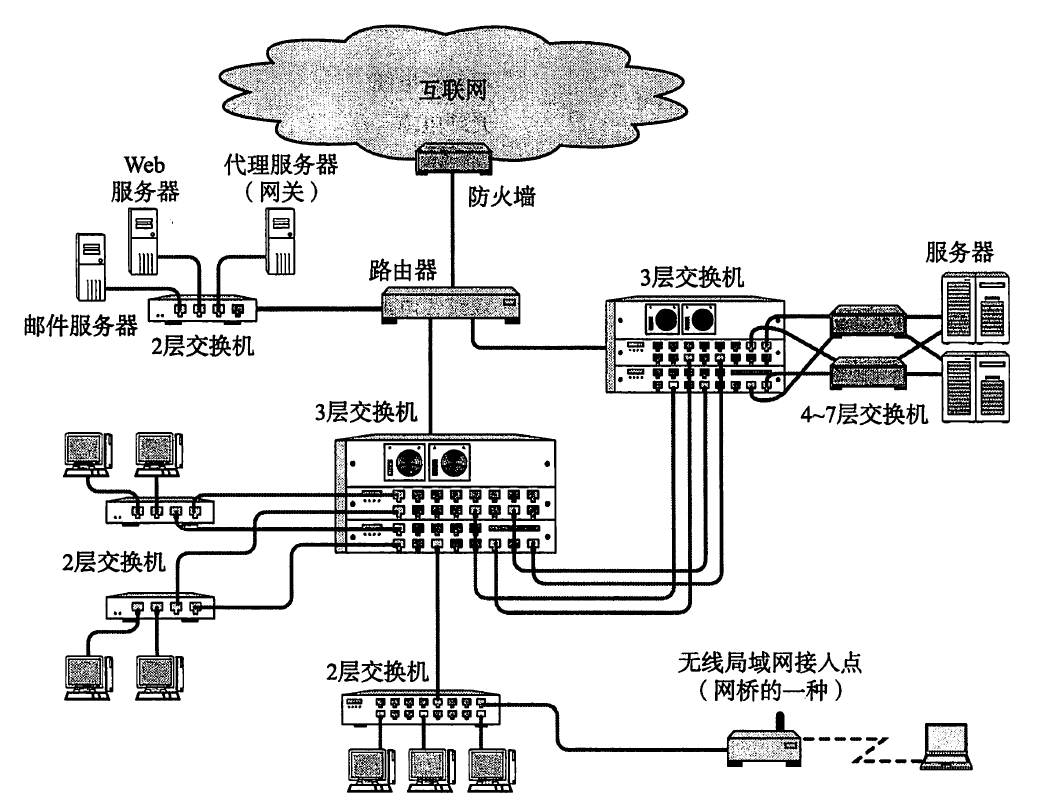 互联网
防火墙
Web
服务器
代理服务器
（网关）
邮件服务器
2层交换机
路由器
3层交换机
服务器
4~7层交换机
3层交换机
2层交换机
2层交换机
无线局域网接入点
（网桥的一种）